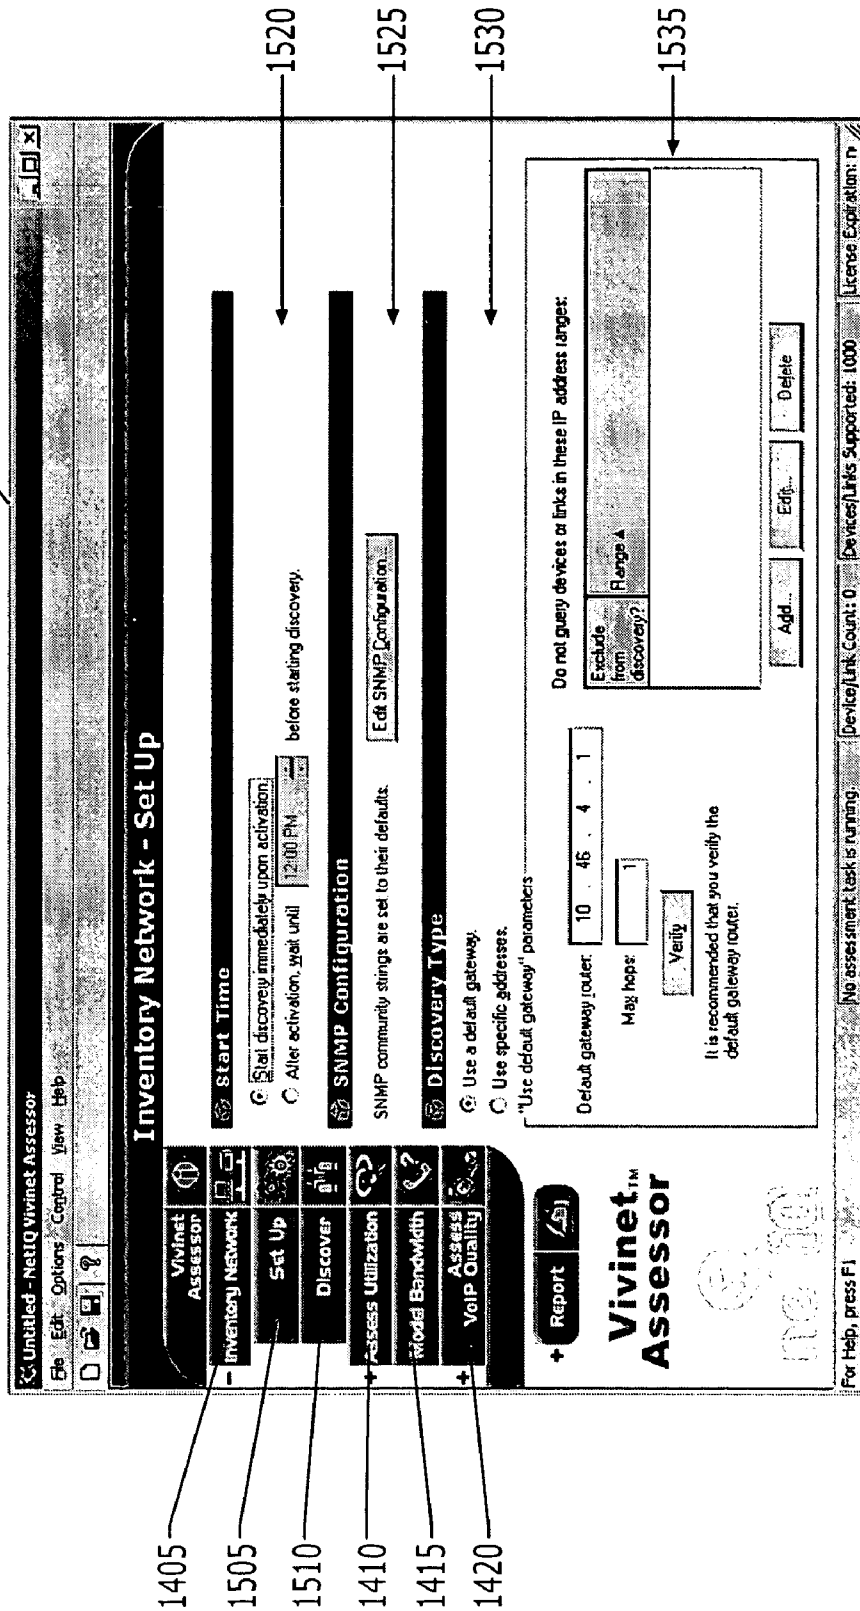 Untitled - NetIQ Vivinet Assessor
File Edit Options Control View Help
Inventory Network - Set Up
Vivinet Assessor
- Inventory Network
Set Up
Discover
+ Assess Utilization
Model Bandwidth
+ Assess VoIP Quality
+ Report
Vivinet™
Assessor
netiq
Start Time
Start discovery immediately upon activation.
After activation, wait until 12:00 PM before starting discovery.
SNMP Configuration
SNMP community strings are set to their defaults. Edit SNMP Configuration...
Discovery Type
Use a default gateway.
Use specific addresses.
"Use default gateway" parameters
Default gateway router: 10 . 46 . 4 . 1
Max hops: 1
Verify
It is recommended that you verify the
default gateway router.
Do not query devices or links in these IP address ranges:
Exclude from discovery? Range
Add... Edit... Delete
For Help, press F1 No assessment task is running. Device/Link Count: 0 Devices/Links Supported: 1000 License Expiration:
1405
1505
1510
1410
1415
1420
1520
1525
1530
1535